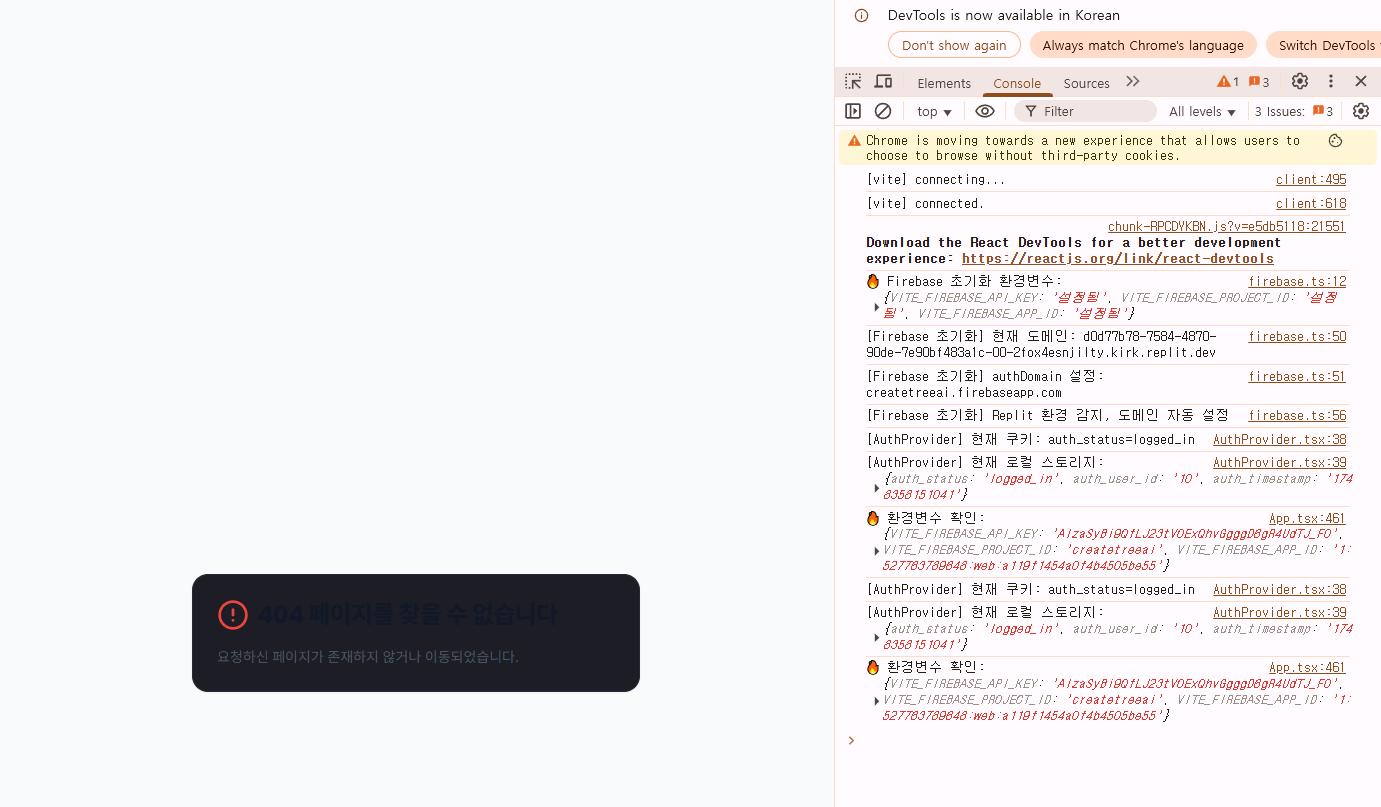 404 페이지를 찾을 수 없습니다
요청하신 페이지가 존재하지 않거나 이동되었습니다.
DevTools is now available in Korean
Don't show again
Always match Chrome's language
Switch DevTools
Elements
Console
Sources
1
3
top
Filter
All levels
3 Issues:
3
Chrome is moving towards a new experience that allows users to
choose to browse without third-party cookies.
[vite] connecting... client:495
[vite] connected. client:618
chunk-RPCDYKBN.js?v=e5db5118:21551
Download the React DevTools for a better development
experience: https://reactjs.org/link/react-devtools
🔥 Firebase 초기화 환경변수: firebase.ts:12
{VITE_FIREBASE_API_KEY: '설정됨', VITE_FIREBASE_PROJECT_ID: '설정
됨', VITE_FIREBASE_APP_ID: '설정됨'}
[Firebase 초기화] 현재 도메인: d0d77b78-7584-4870- firebase.ts:50
90de-7e90bf483a1c-00-2fox4esnjilty.kirk.replit.dev
[Firebase 초기화] authDomain 설정: firebase.ts:51
createtreeai.firebaseapp.com
[Firebase 초기화] Replit 환경 감지, 도메인 자동 설정 firebase.ts:56
[AuthProvider] 현재 쿠키: auth_status=logged_in AuthProvider.tsx:38
[AuthProvider] 현재 로컬 스토리지: AuthProvider.tsx:39
{auth_status: 'logged_in', auth_user_id: '10', auth_timestamp: '174
6356151041'}
🔥 환경변수 확인: App.tsx:461
{VITE_FIREBASE_API_KEY:
VITE_FIREBASE_PROJECT_ID: 'createtreeai', VITE_FIREBASE_APP_ID: '1:
527763789648:web:a119f1454a0f4b4505be55'}
[AuthProvider] 현재 쿠키: auth_status=logged_in AuthProvider.tsx:38
[AuthProvider] 현재 로컬 스토리지: AuthProvider.tsx:39
{auth_status: 'logged_in', auth_user_id: '10', auth_timestamp: '174
6356151041'}
🔥 환경변수 확인: App.tsx:461
{VITE_FIREBASE_API_KEY:
VITE_FIREBASE_PROJECT_ID: 'createtreeai', VITE_FIREBASE_APP_ID: '1:
527763789648:web:a119f1454a0f4b4505be55'}